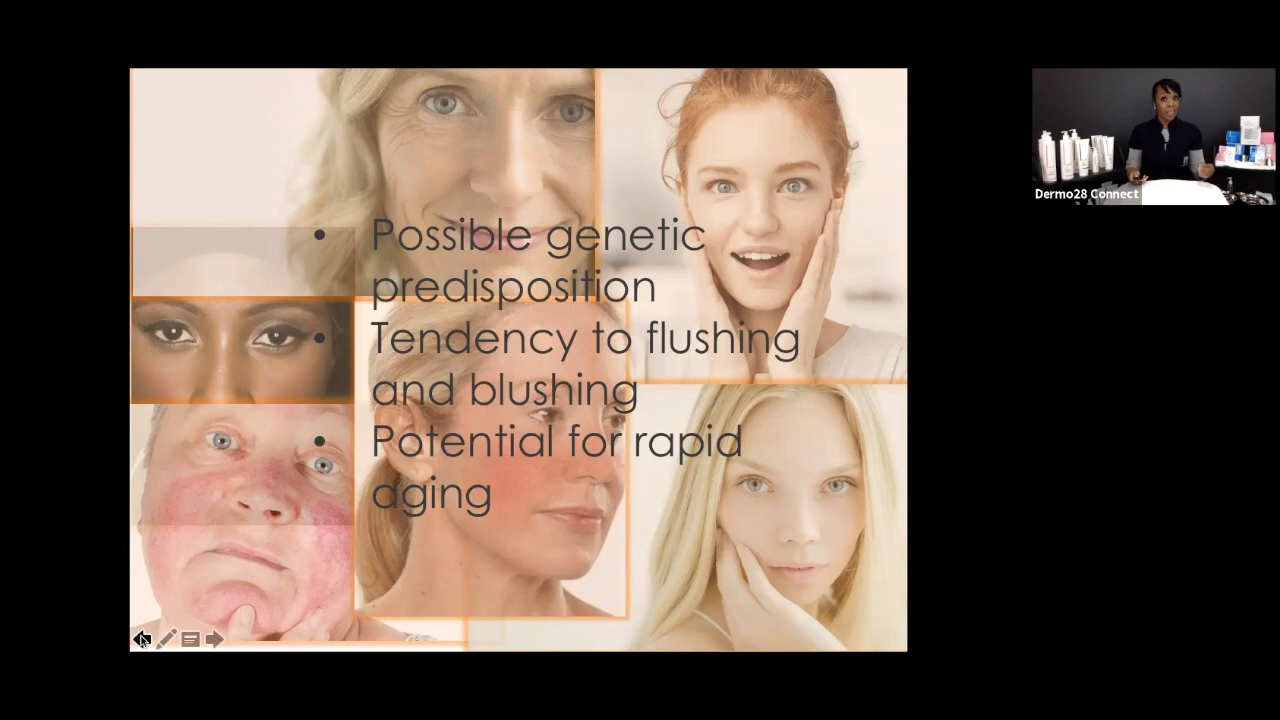 • Possible genetic
predisposition
• Tendency to flushing
and blushing
• Potential for rapid
aging
Dermo28 Connect